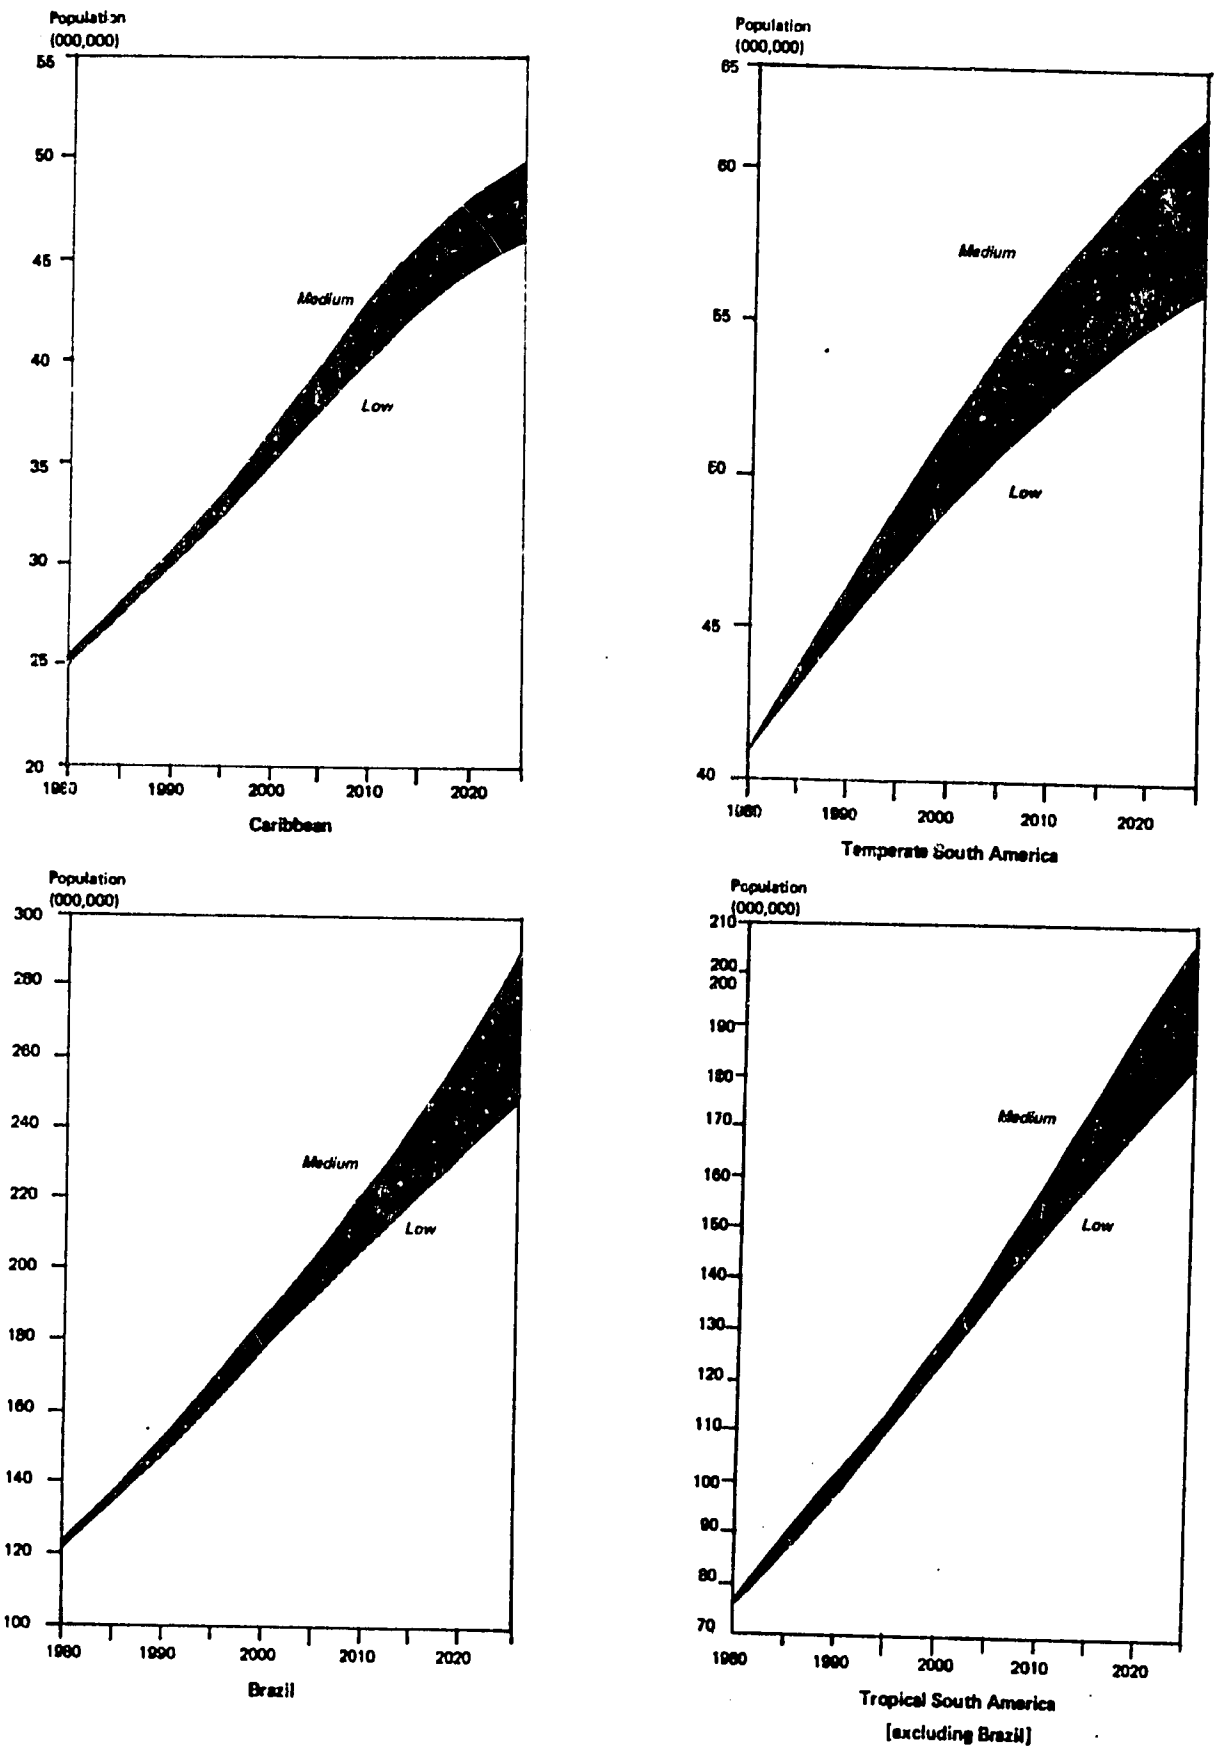 Population
(000,000)
55
50
45
40
35
30
25
20
Medium
Low
1980 1990 2000 2010 2020
Caribbean
Population
(000,000)
65
60
55
50
45
40
Medium
Low
1980 1990 2000 2010 2020
Temperate South America
Population
(000,000)
300
280
260
240
220
200
180
160
140
120
100
Medium
Low
1980 1990 2000 2010 2020
Brazil
Population
(000,000)
210
200
200
190
180
170
160
150
140
130
120
110
100
90
80
70
Medium
Low
1980 1990 2000 2010 2020
Tropical South America
[excluding Brazil]